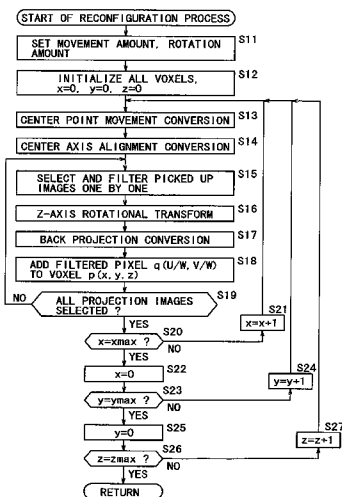 START OF RECONFIGURATION PROCESS
S11
SET MOVEMENT AMOUNT, ROTATION
AMOUNT
S12
INITIALIZE ALL VOXELS,
x=0, y=0, z=0
S13
CENTER POINT MOVEMENT CONVERSION
S14
CENTER AXIS ALIGNMENT CONVERSION
S15
SELECT AND FILTER PICKED UP
IMAGES ONE BY ONE
S16
Z-AXIS ROTATIONAL TRANSFORM
S17
BACK PROJECTION CONVERSION
S18
ADD FILTERED PIXEL q(U/W, V/W)
TO VOXEL p(x, y, z)
S19
NO
ALL PROJECTION IMAGES
SELECTED ?
YES
S20
S21
x=x+1
x=xmax ?
NO
YES
S22
x=0
S23
S24
y=y+1
y=ymax ?
NO
YES
S25
y=0
S26
S27
z=z+1
z=zmax ?
NO
YES
RETURN